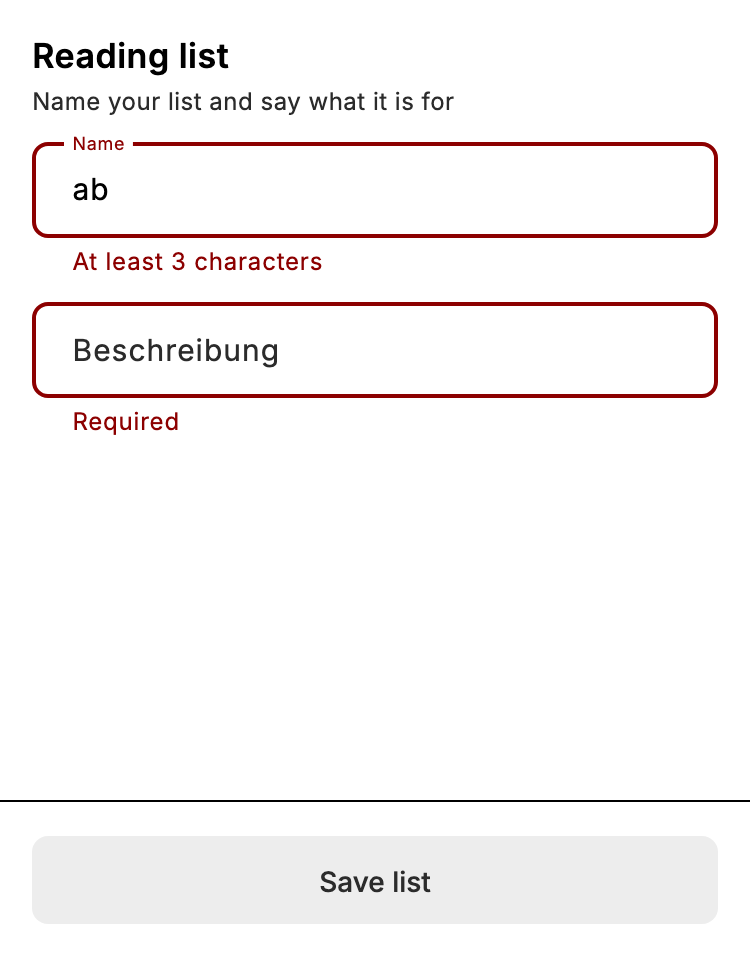 Reading list
Name your list and say what it is for
Name
ab
At least 3 characters
Beschreibung
Required
Save list